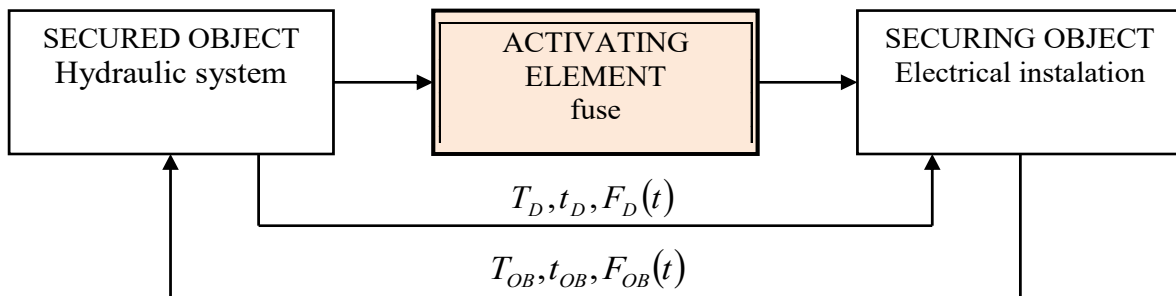 SECURED OBJECT
Hydraulic system
ACTIVATING
ELEMENT
fuse
SECURING OBJECT
Electrical instalation
T_D, t_D, F_D(t)
T_OB, t_OB, F_OB(t)